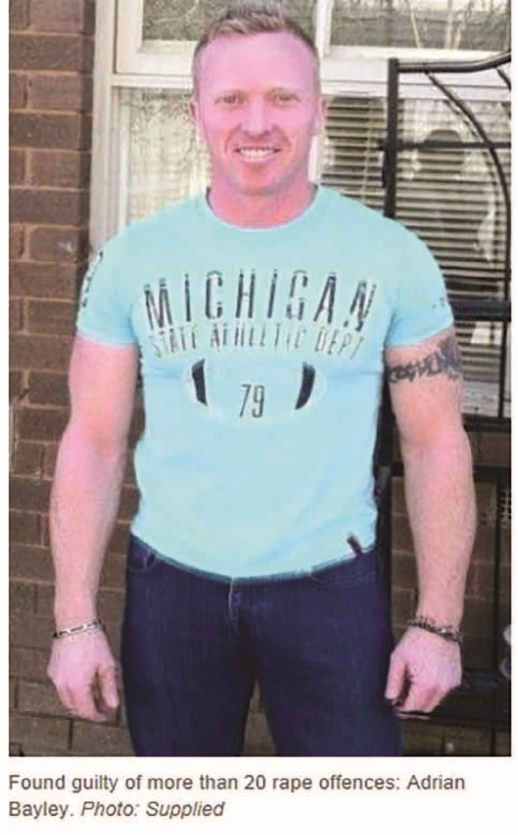 MICHIGAN
STATE ATHLETIC DEPT
79
Found guilty of more than 20 rape offences: Adrian
Bayley. Photo: Supplied